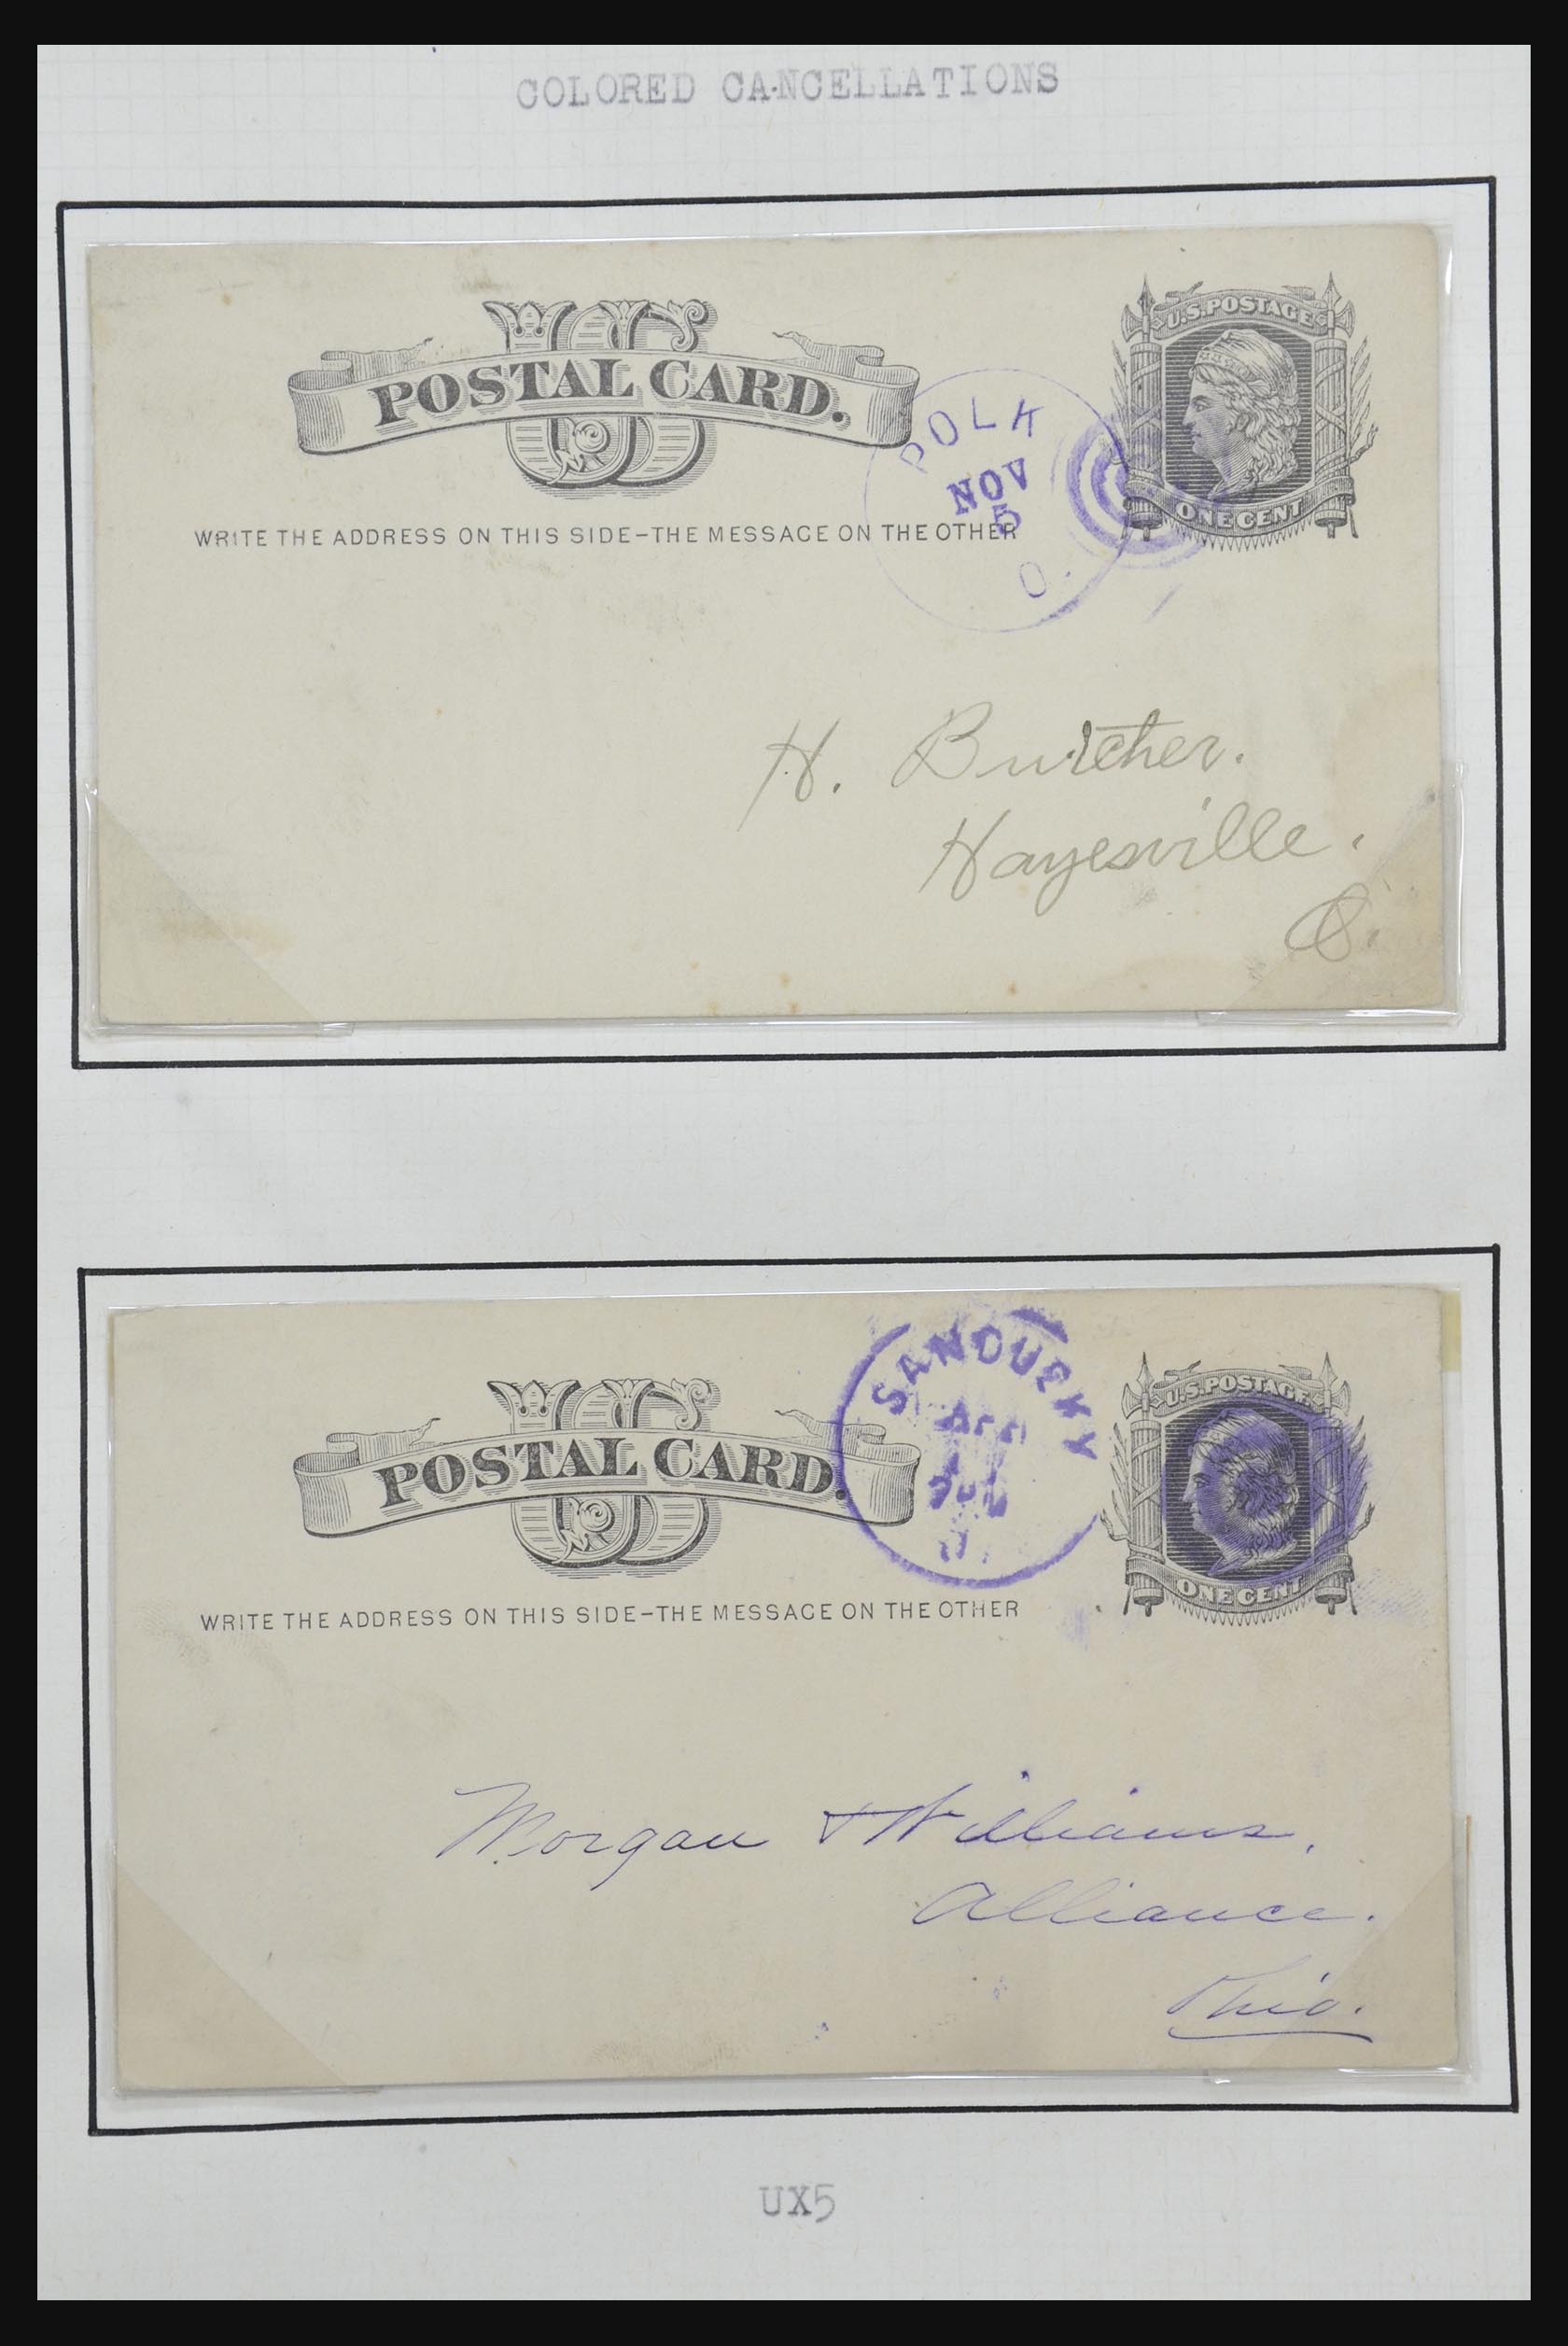 COLORED CANCELLATIONS
U.S. POSTAGE
US
POSTAL CARD.
POLK
NOV
5
O.
ONE CENT
WRITE THE ADDRESS ON THIS SIDE–THE MESSAGE ON THE OTHER
H. Butcher.
Hayesville.
O.
SANDUSKY
U.S. POSTAGE
US
POSTAL CARD.
O.
ONE CENT
WRITE THE ADDRESS ON THIS SIDE–THE MESSAGE ON THE OTHER
Morgan & Williams,
Alliance.
Ohio.
UX5